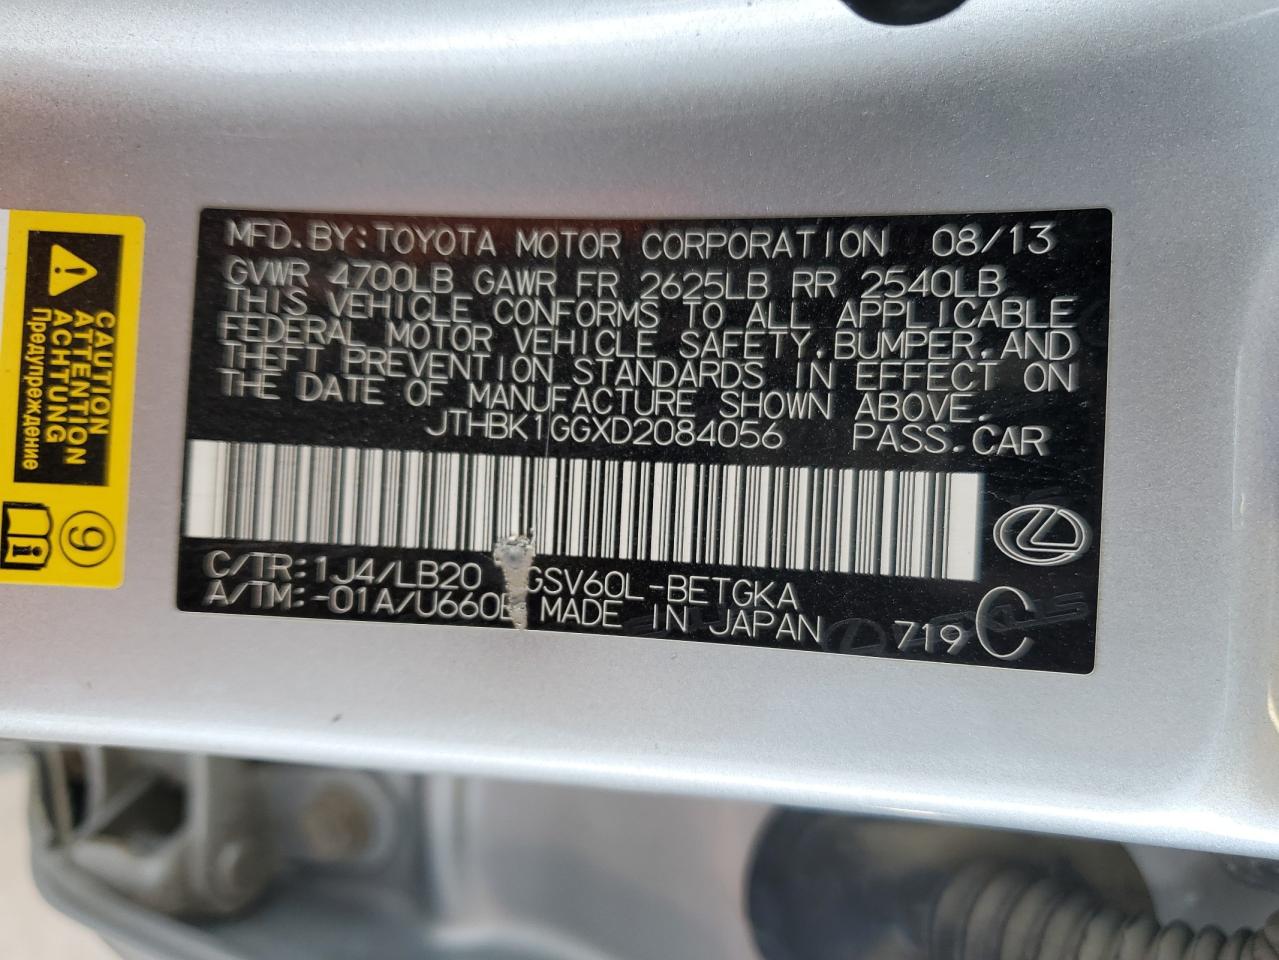 MFD. BY: TOYOTA MOTOR CORPORATION 08/13
GVWR 4700LB GAWR FR 2625LB RR 2540LB
THIS VEHICLE CONFORMS TO ALL APPLICABLE
FEDERAL MOTOR VEHICLE SAFETY, BUMPER, AND
THEFT PREVENTION STANDARDS IN EFFECT ON
THE DATE OF MANUFACTURE SHOWN ABOVE.
JTHBK1GGXD2084056 PASS. CAR
C/TR: 1J4/LB20 GSV60L-BETGKA
A/TM: -01A/U660E MADE IN JAPAN 719 C
CAUTION
ATTENTION
ACHTUNG
Предупреждение
9